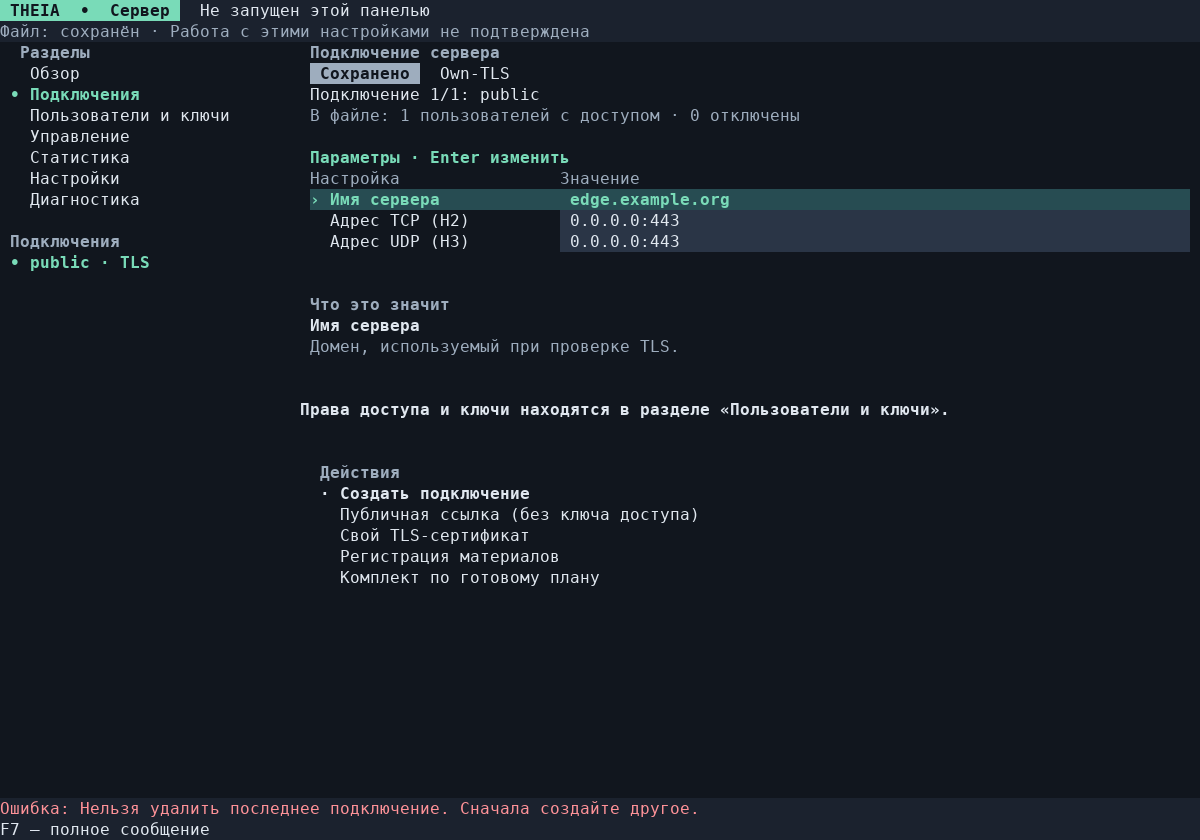 THEIA • Сервер Не запущен этой панелью
Файл: сохранён · Работа с этими настройками не подтверждена
Разделы
Обзор
• Подключения
Пользователи и ключи
Управление
Статистика
Настройки
Диагностика
Подключения
• public · TLS
Подключение сервера
Сохранено Own-TLS
Подключение 1/1: public
В файле: 1 пользователей с доступом · 0 отключены
Параметры · Enter изменить
Настройка Значение
› Имя сервера edge.example.org
Адрес TCP (H2) 0.0.0.0:443
Адрес UDP (H3) 0.0.0.0:443
Что это значит
Имя сервера
Домен, используемый при проверке TLS.
Права доступа и ключи находятся в разделе «Пользователи и ключи».
Действия
· Создать подключение
Публичная ссылка (без ключа доступа)
Свой TLS-сертификат
Регистрация материалов
Комплект по готовому плану
Ошибка: Нельзя удалить последнее подключение. Сначала создайте другое.
F7 — полное сообщение